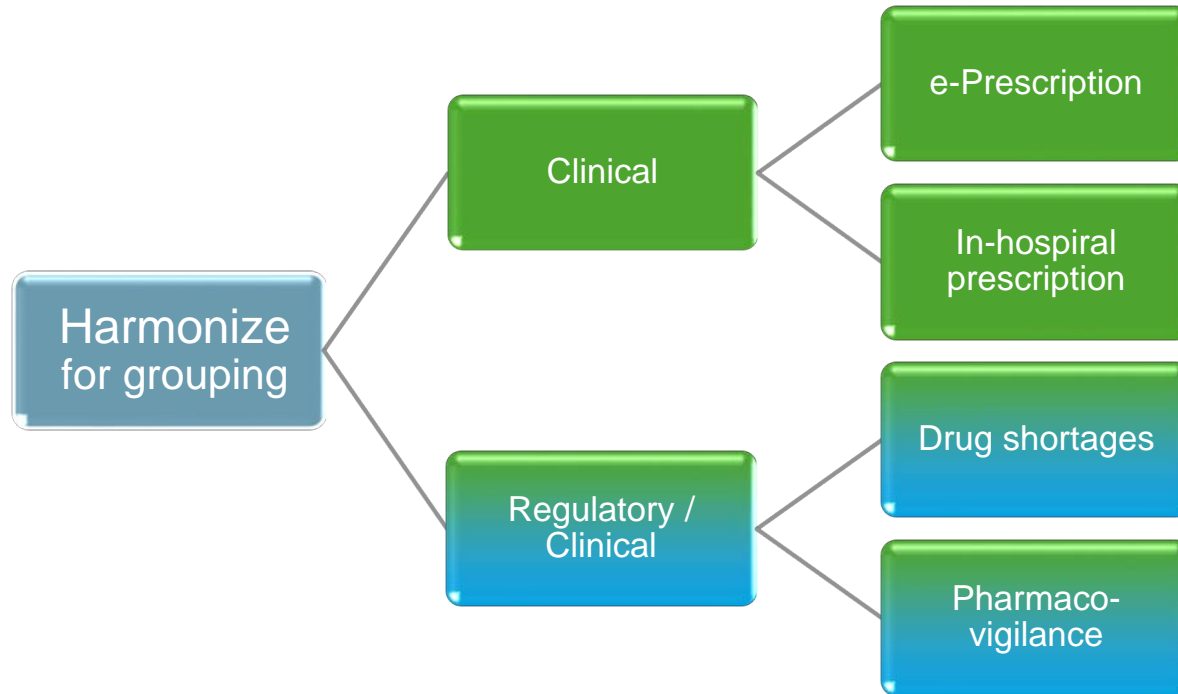 Harmonize
for grouping
Clinical
e-Prescription
In-hospiral
prescription
Regulatory /
Clinical
Drug shortages
Pharmaco-
vigilance